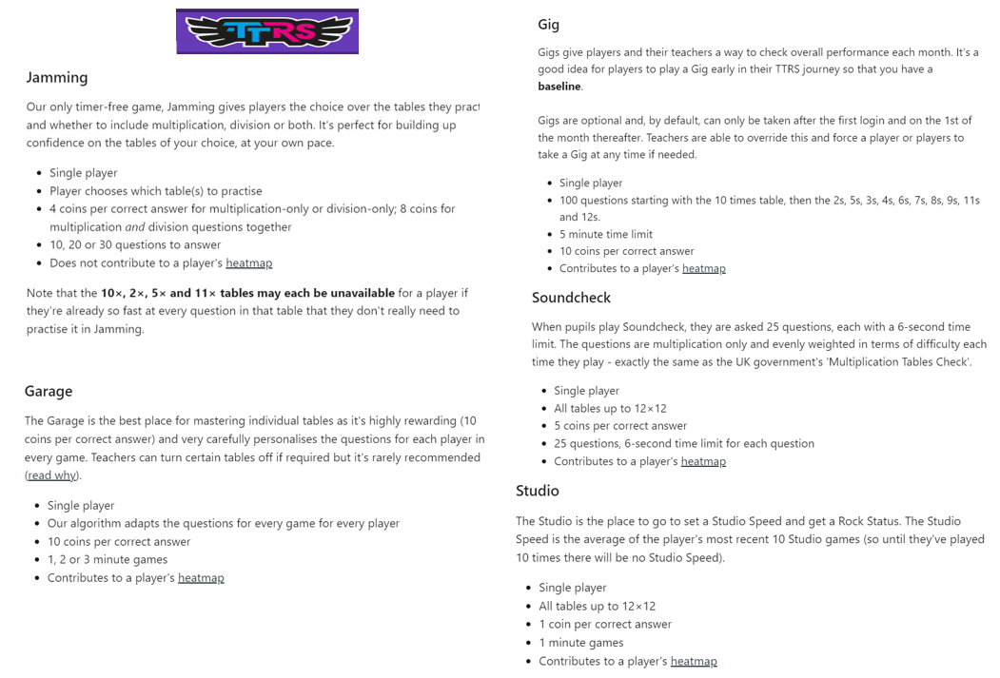 TTRS
Jamming
Our only timer-free game, Jamming gives players the choice over the tables they pract
and whether to include multiplication, division or both. It's perfect for building up
confidence on the tables of your choice, at your own pace.
• Single player
• Player chooses which table(s) to practise
• 4 coins per correct answer for multiplication-only or division-only; 8 coins for
multiplication and division questions together
• 10, 20 or 30 questions to answer
• Does not contribute to a player's heatmap
Note that the 10×, 2×, 5× and 11× tables may each be unavailable for a player if
they're already so fast at every question in that table that they don't really need to
practise it in Jamming.
Garage
The Garage is the best place for mastering individual tables as it's highly rewarding (10
coins per correct answer) and very carefully personalises the questions for each player in
every game. Teachers can turn certain tables off if required but it's rarely recommended
(read why).
• Single player
• Our algorithm adapts the questions for every game for every player
• 10 coins per correct answer
• 1, 2 or 3 minute games
• Contributes to a player's heatmap
Gig
Gigs give players and their teachers a way to check overall performance each month. It's a
good idea for players to play a Gig early in their TTRS journey so that you have a
baseline.
Gigs are optional and, by default, can only be taken after the first login and on the 1st of
the month thereafter. Teachers are able to override this and force a player or players to
take a Gig at any time if needed.
• Single player
• 100 questions starting with the 10 times table, then the 2s, 5s, 3s, 4s, 6s, 7s, 8s, 9s, 11s
and 12s.
• 5 minute time limit
• 10 coins per correct answer
• Contributes to a player's heatmap
Soundcheck
When pupils play Soundcheck, they are asked 25 questions, each with a 6-second time
limit. The questions are multiplication only and evenly weighted in terms of difficulty each
time they play - exactly the same as the UK government's 'Multiplication Tables Check'.
• Single player
• All tables up to 12×12
• 5 coins per correct answer
• 25 questions, 6-second time limit for each question
• Contributes to a player's heatmap
Studio
The Studio is the place to go to set a Studio Speed and get a Rock Status. The Studio
Speed is the average of the player's most recent 10 Studio games (so until they've played
10 times there will be no Studio Speed).
• Single player
• All tables up to 12×12
• 1 coin per correct answer
• 1 minute games
• Contributes to a player's heatmap